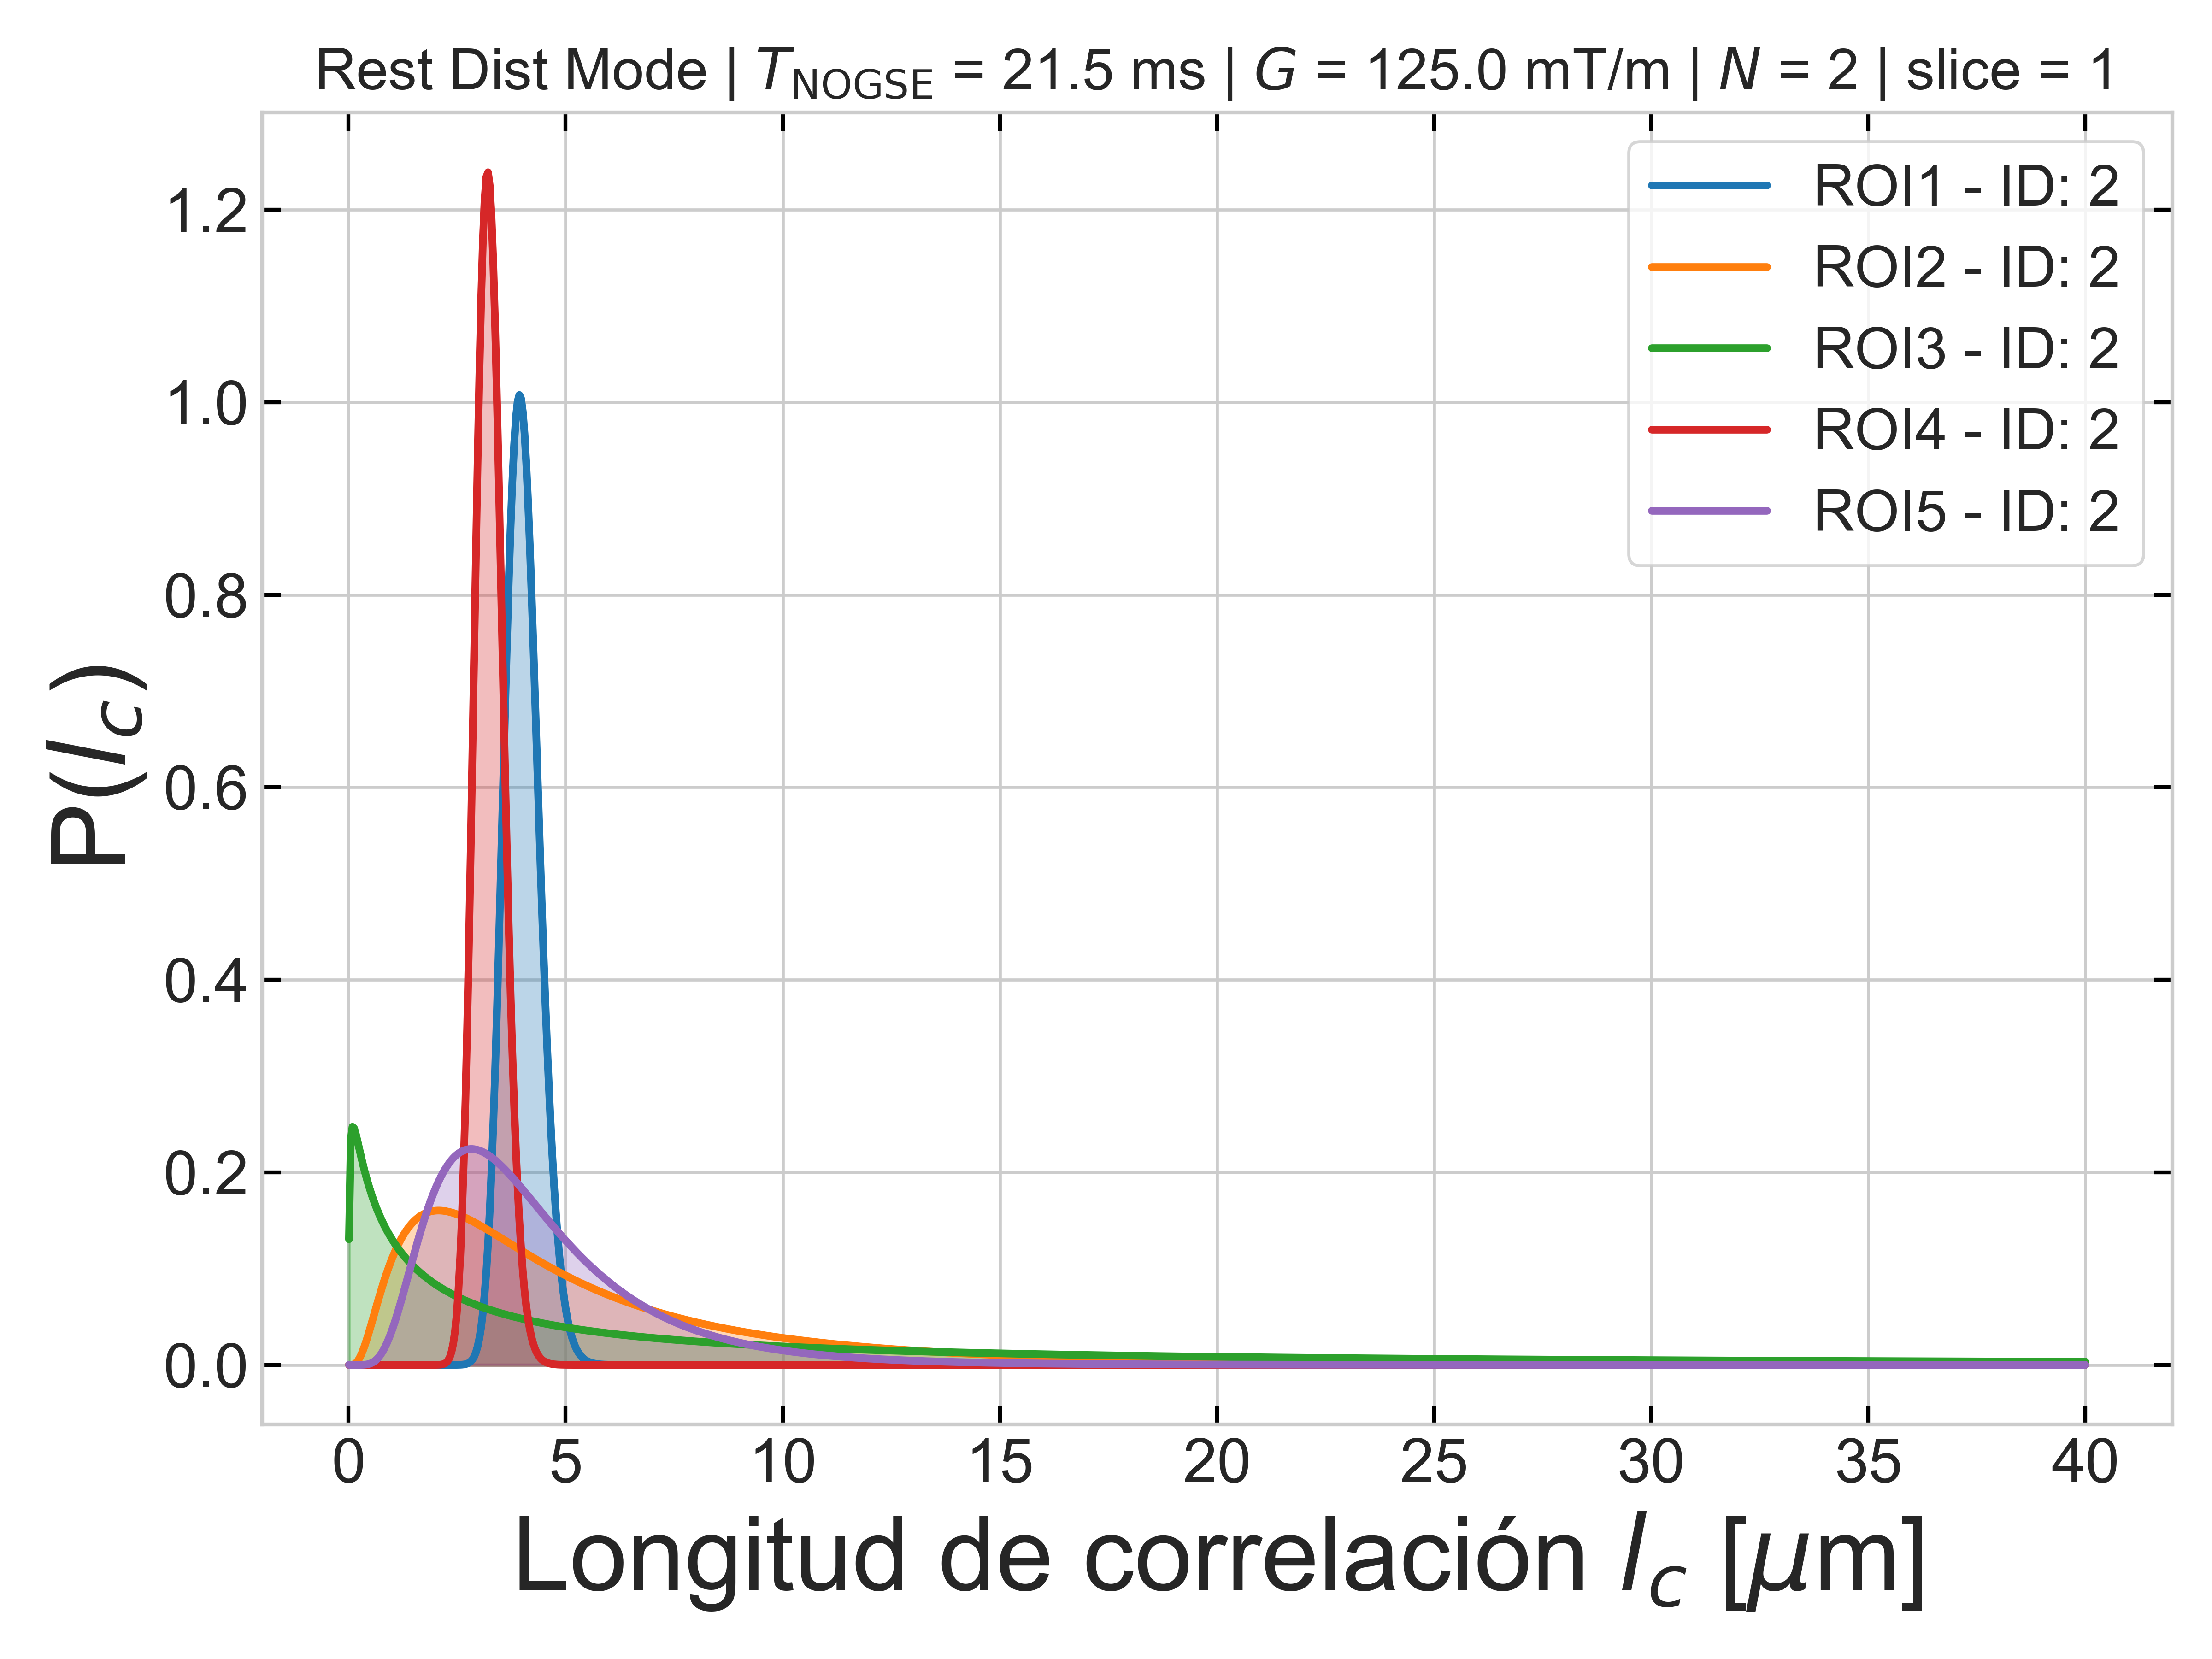 Rest Dist Mode | T_NOGSE = 21.5 ms | G = 125.0 mT/m | N = 2 | slice = 1
ROI1 - ID: 2
ROI2 - ID: 2
ROI3 - ID: 2
ROI4 - ID: 2
ROI5 - ID: 2
P(l_c)
1.2
1.0
0.8
0.6
0.4
0.2
0.0
0 5 10 15 20 25 30 35 40
Longitud de correlación l_c [μm]